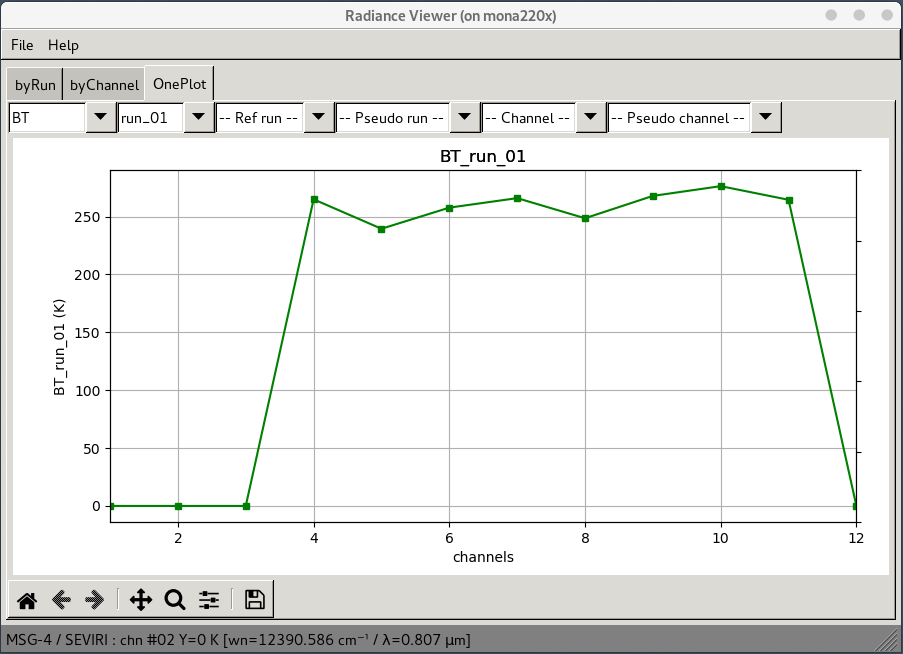 Radiance Viewer (on mona220x)
File Help
byRun byChannel OnePlot
BT run_01 -- Ref run -- -- Pseudo run -- -- Channel -- -- Pseudo channel --
BT_run_01
250
200
150
100
50
0
BT_run_01 (K)
2 4 6 8 10 12
channels
MSG-4 / SEVIRI : chn #02 Y=0 K [wn=12390.586 cm⁻¹ / λ=0.807 µm]